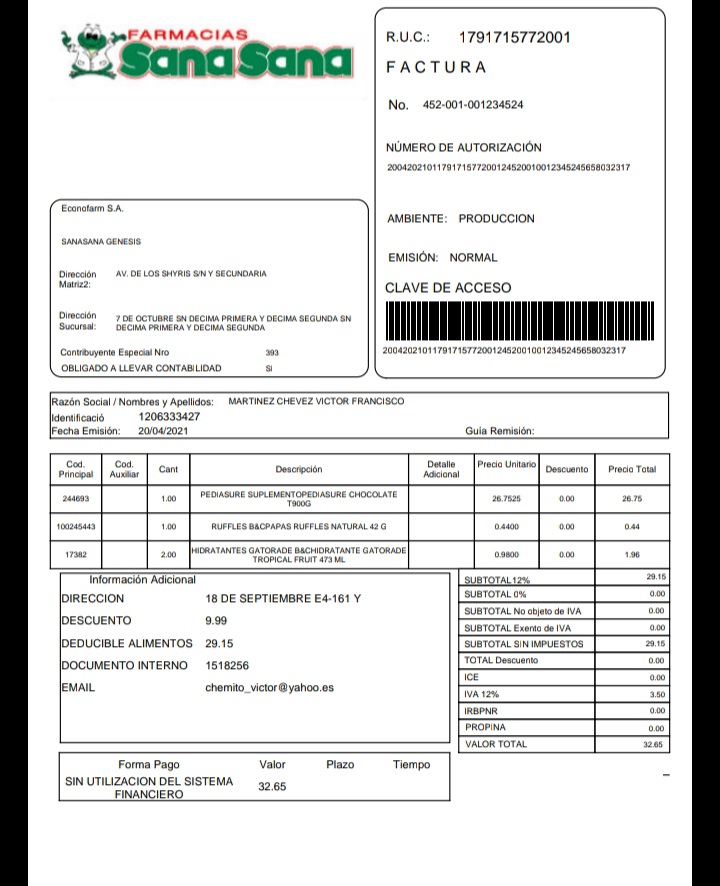 FARMACIAS
SanaSana
R.U.C.: 1791715772001
FACTURA
No. 452-001-001234524
NÚMERO DE AUTORIZACIÓN
2004202101179171577200124520010012345245658032317
AMBIENTE: PRODUCCION
EMISIÓN: NORMAL
CLAVE DE ACCESO
2004202101179171577200124520010012345245658032317
Econofarm S.A.
SANASANA GENESIS
Dirección Matriz2: AV. DE LOS SHYRIS S/N Y SECUNDARIA
Dirección Sucursal: 7 DE OCTUBRE SN DECIMA PRIMERA Y DECIMA SEGUNDA SN
DECIMA PRIMERA Y DECIMA SEGUNDA
Contribuyente Especial Nro 393
OBLIGADO A LLEVAR CONTABILIDAD SI
Razón Social / Nombres y Apellidos: MARTINEZ CHEVEZ VICTOR FRANCISCO
Identificació 1206333427
Fecha Emisión: 20/04/2021 Guia Remisión:
Cod. Principal Cod. Auxiliar Cant Descripción Detalle Adicional Precio Unitario Descuento Precio Total
244693 1.00 PEDIASURE SUPLEMENTOPEDIASURE CHOCOLATE T900G 26.7525 0.00 26.75
100245443 1.00 RUFFLES B&CPAPAS RUFFLES NATURAL 42 G 0.4400 0.00 0.44
17382 2.00 HIDRATANTES GATORADE B&CHIDRATANTE GATORADE TROPICAL FRUIT 473 ML 0.9800 0.00 1.96
Información Adicional
DIRECCION 18 DE SEPTIEMBRE E4-161 Y
DESCUENTO 9.99
DEDUCIBLE ALIMENTOS 29.15
DOCUMENTO INTERNO 1518256
EMAIL chemito_victor@yahoo.es
SUBTOTAL12% 29.15
SUBTOTAL 0% 0.00
SUBTOTAL No objeto de IVA 0.00
SUBTOTAL Exento de IVA 0.00
SUBTOTAL SIN IMPUESTOS 29.15
TOTAL Descuento 0.00
ICE 0.00
IVA 12% 3.50
IRBPNR 0.00
PROPINA 0.00
VALOR TOTAL 32.65
Forma Pago Valor Plazo Tiempo
SIN UTILIZACION DEL SISTEMA FINANCIERO 32.65